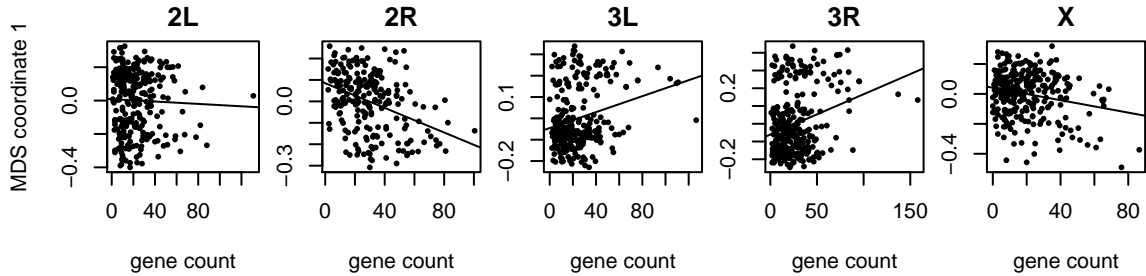 2L 2R 3L 3R X
MDS coordinate 1
0.0 −0.4
0.0 −0.3
0.1 −0.2
0.2 −0.2
0.0 −0.4
0 40 80 0 40 80 0 40 80 0 50 150 0 40 80
gene count gene count gene count gene count gene count